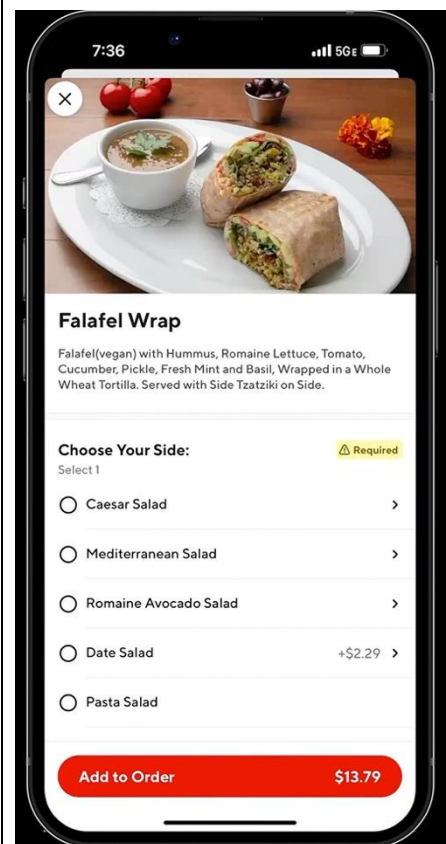 7:36
5GE
Falafel Wrap
Falafel(vegan) with Hummus, Romaine Lettuce, Tomato,
Cucumber, Pickle, Fresh Mint and Basil, Wrapped in a Whole
Wheat Tortilla. Served with Side Tzatziki on Side.
Choose Your Side:
Required
Select 1
Caesar Salad
Mediterranean Salad
Romaine Avocado Salad
Date Salad +$2.29
Pasta Salad
Add to Order $13.79